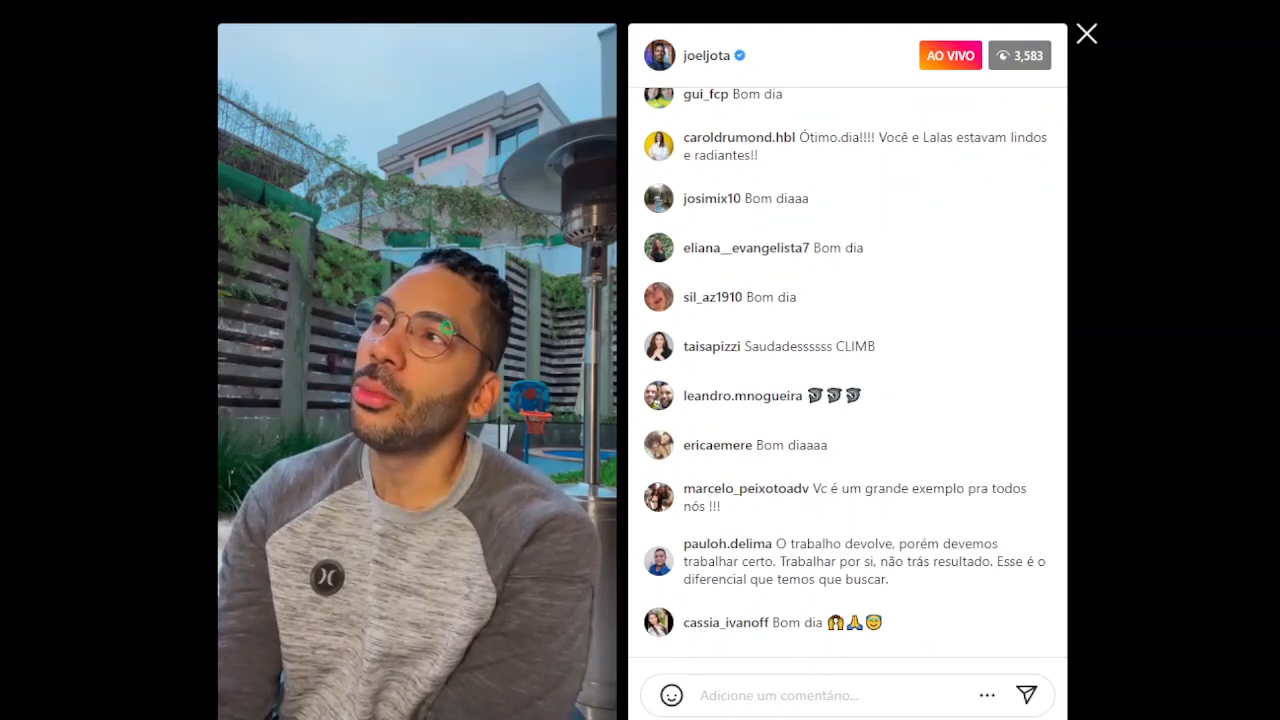 joeljota
AO VIVO
3,583
gui_fcp Bom dia
caroldrumond.hbl Ótimo.dia!!!! Você e Lalas estavam lindos
e radiantes!!
josimix10 Bom diaaa
eliana__evangelista7 Bom dia
sil_az1910 Bom dia
taisapizzi Saudadessssss CLIMB
leandro.mnogueira
ericaemere Bom diaaaa
marcelo_peixotoadv Vc é um grande exemplo pra todos
nós !!!
pauloh.delima O trabalho devolve, porém devemos
trabalhar certo. Trabalhar por si, não trás resultado. Esse é o
diferencial que temos que buscar.
cassia_ivanoff Bom dia 🙌🙏😇
Adicione um comentário...